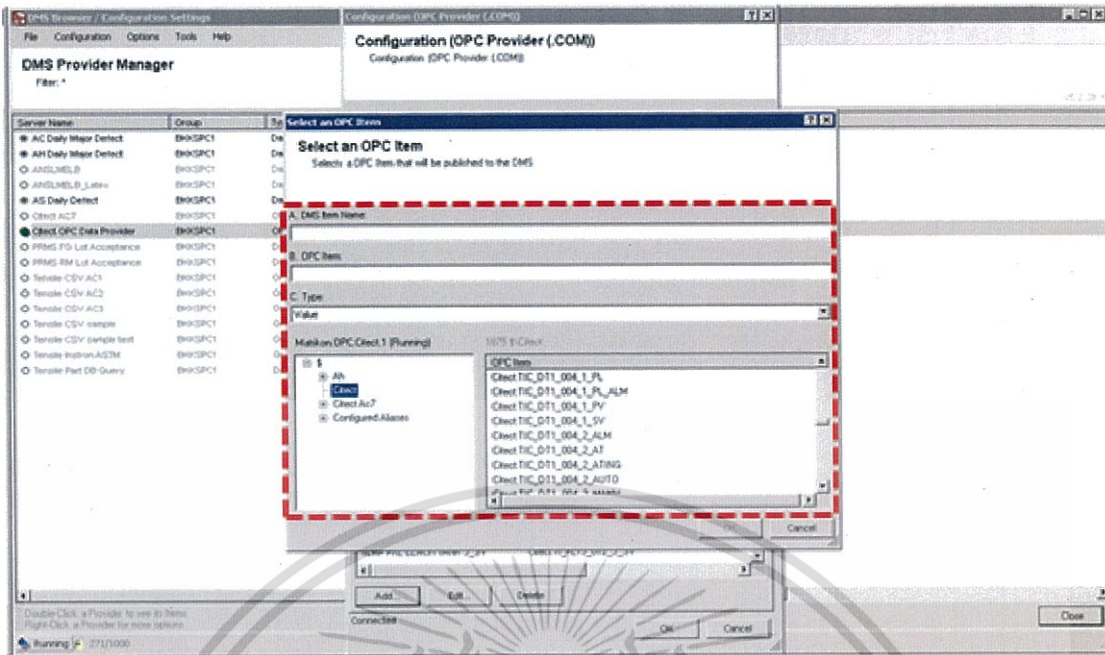 DMS Browser / Configuration Settings
File Configuration Options Tools Help
DMS Provider Manager
Filter: *
Configuration (OPC Provider (.COM))
Configuration (OPC Provider (.COM))
Configuration (OPC Provider (.COM))
Server Name Group
AC Daily Major Defect BKKSPC1
AH Daily Major Defect BKKSPC1
ANSI,MEL,B BKKSPC1
BKKSPC1
AS Daily Defect BKKSPC1
Citect AC7 BKKSPC1
Citect OPC Data Provider BKKSPC1
PRMS-FG Lot Acceptance BKKSPC1
PRMS-RM Lot Acceptance BKKSPC1
Tensile CSV AC1 BKKSPC1
Tensile CSV AC2 BKKSPC1
Tensile CSV AC3 BKKSPC1
Tensile CSV sample BKKSPC1
Tensile CSV sample test BKKSPC1
Tensile Instron ASTM BKKSPC1
Tensile Part DB-Query BKKSPC1
Select an OPC Item
Select an OPC Item
Selects a OPC Item that will be published to the DMS
A. DMS Item Name:
B. OPC Item:
C. Type:
Value
Matrikon.OPC.Citect.1 (Running)
$
Ah
Citect
Citect.Ac7
Configured Aliases
OPC Item
Citect.TIC_DT1_004_1_PL
Citect.TIC_DT1_004_1_PL_ALM
Citect.TIC_DT1_004_1_PV
Citect.TIC_DT1_004_1_SV
Citect.TIC_DT1_004_2_ALM
Citect.TIC_DT1_004_2_AT
Citect.TIC_DT1_004_2_ATING
Citect.TIC_DT1_004_2_AUTO
OK Cancel
Add... Edit... Delete
Connected
OK Cancel
Double-Click, a Provider to see its Items
Right-Click, a Provider for more options
Close
Running 271/1000